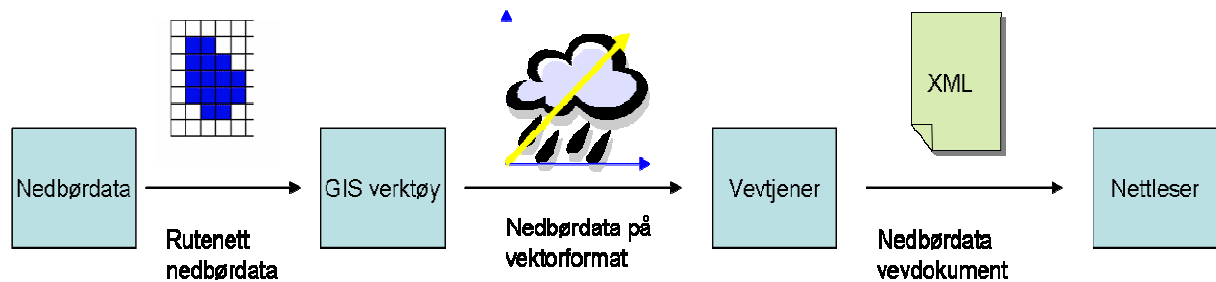 XML
Nedbørdata
GIS verktøy
Vevtjener
Nettleser
Rutenett
nedbørdata
Nedbørdata på
vektorformat
Nedbørdata
vevdokument